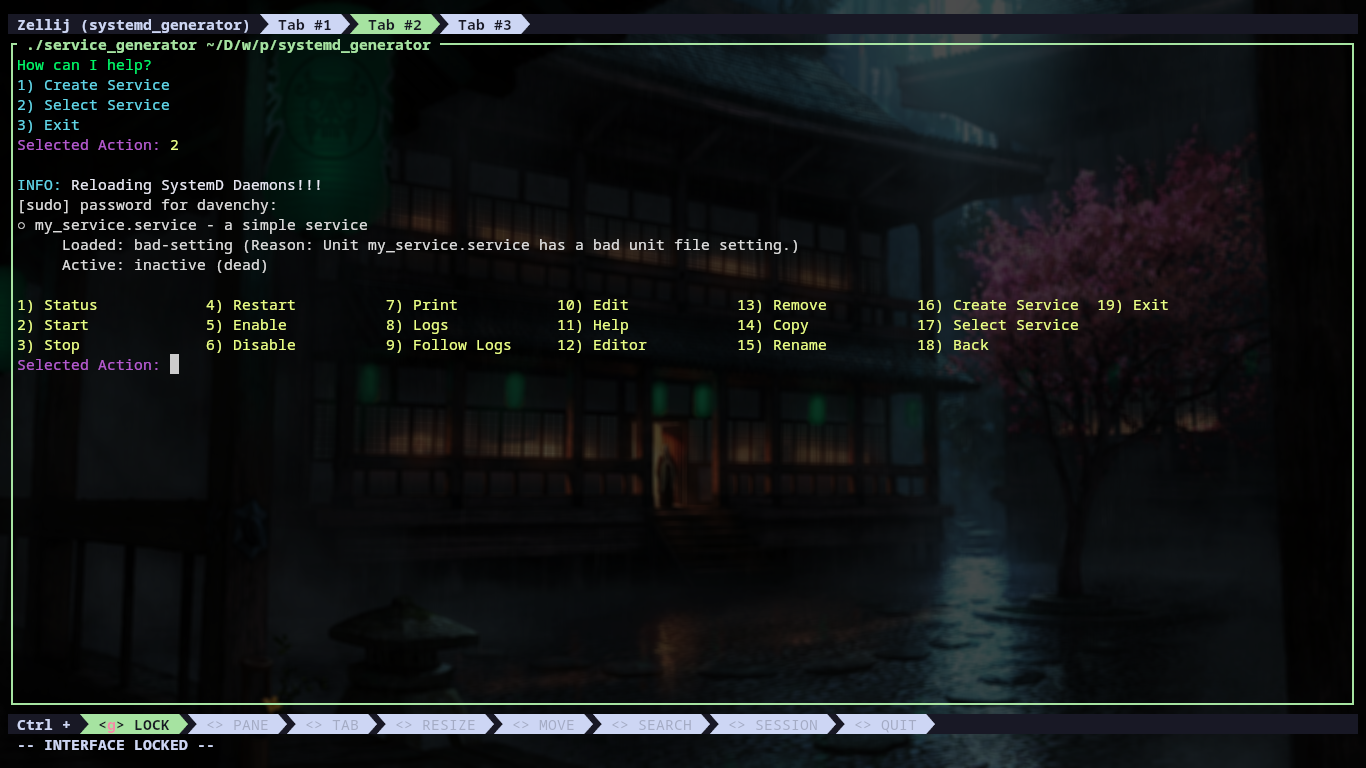 Zellij (systemd_generator) Tab #1 Tab #2 Tab #3
./service_generator ~/D/w/p/systemd_generator
How can I help?
1) Create Service
2) Select Service
3) Exit
Selected Action: 2
INFO: Reloading SystemD Daemons!!!
[sudo] password for davenchy:
○ my_service.service - a simple service
Loaded: bad-setting (Reason: Unit my_service.service has a bad unit file setting.)
Active: inactive (dead)
1) Status 4) Restart 7) Print 10) Edit 13) Remove 16) Create Service 19) Exit
2) Start 5) Enable 8) Logs 11) Help 14) Copy 17) Select Service
3) Stop 6) Disable 9) Follow Logs 12) Editor 15) Rename 18) Back
Selected Action:
Ctrl + <g> LOCK <> PANE <> TAB <> RESIZE <> MOVE <> SEARCH <> SESSION <> QUIT
-- INTERFACE LOCKED --